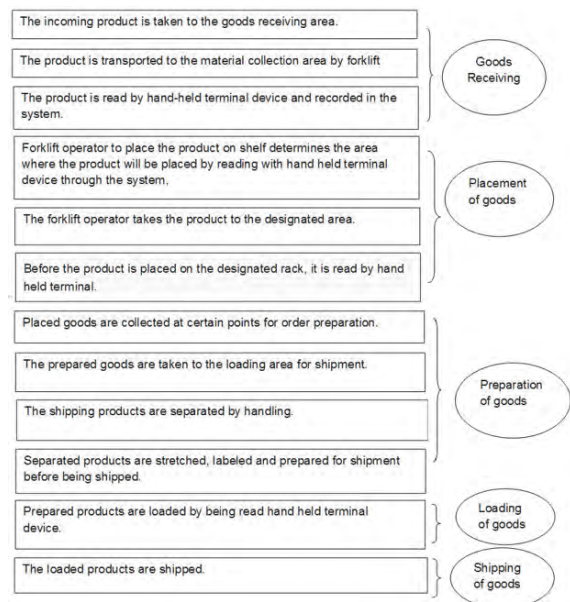 The incoming product is taken to the goods receiving area.
The product is transported to the material collection area by forklift
The product is read by hand-held terminal device and recorded in the
system.
Goods
Receiving
Forklift operator to place the product on shelf determines the area
where the product will be placed by reading with hand held terminal
device through the system.
The forklift operator takes the product to the designated area.
Before the product is placed on the designated rack, it is read by hand
held terminal.
Placement
of goods
Placed goods are collected at certain points for order preparation.
The prepared goods are taken to the loading area for shipment.
The shipping products are separated by handling.
Separated products are stretched, labeled and prepared for shipment
before being shipped.
Preparation
of goods
Prepared products are loaded by being read hand held terminal
device.
Loading
of goods
The loaded products are shipped.
Shipping
of goods